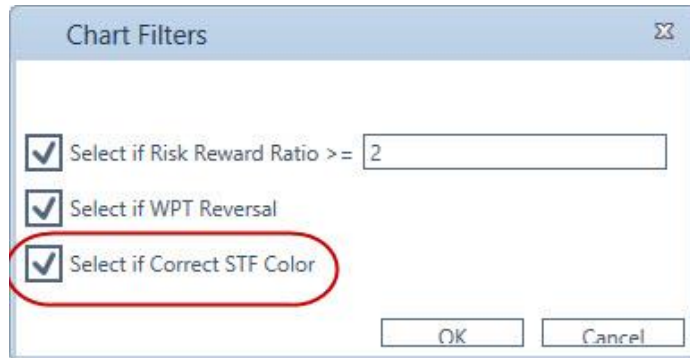 Chart Filters
Select if Risk Reward Ratio >= 2
Select if WPT Reversal
Select if Correct STF Color
OK Cancel